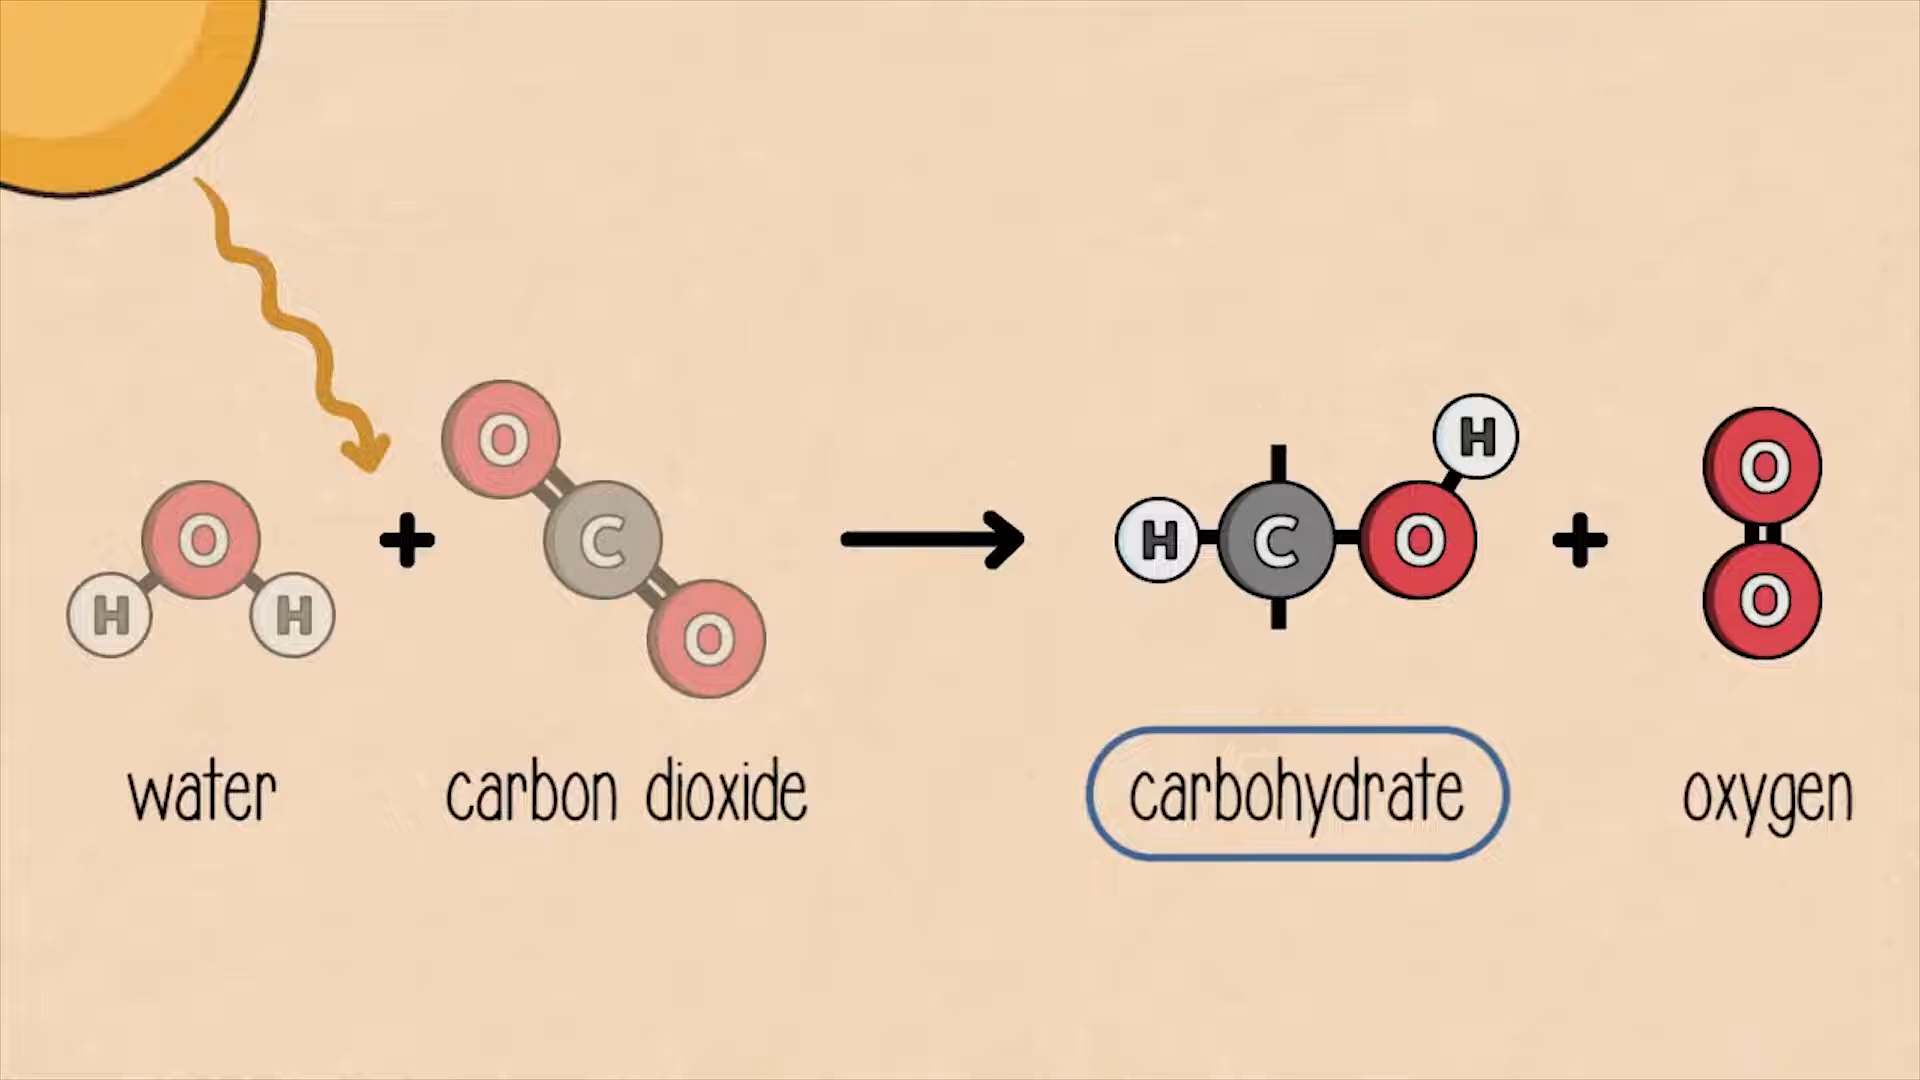 O
H H
+
O
C
O
H C O H
+
O
O
water
carbon dioxide
carbohydrate
oxygen